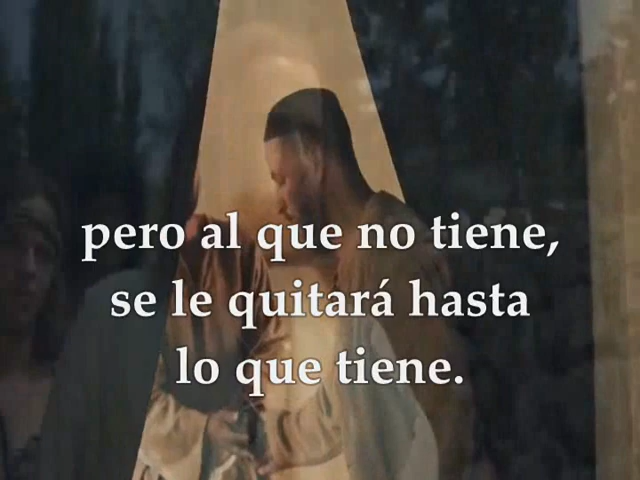 pero al que no tiene,
se le quitará hasta
lo que tiene.